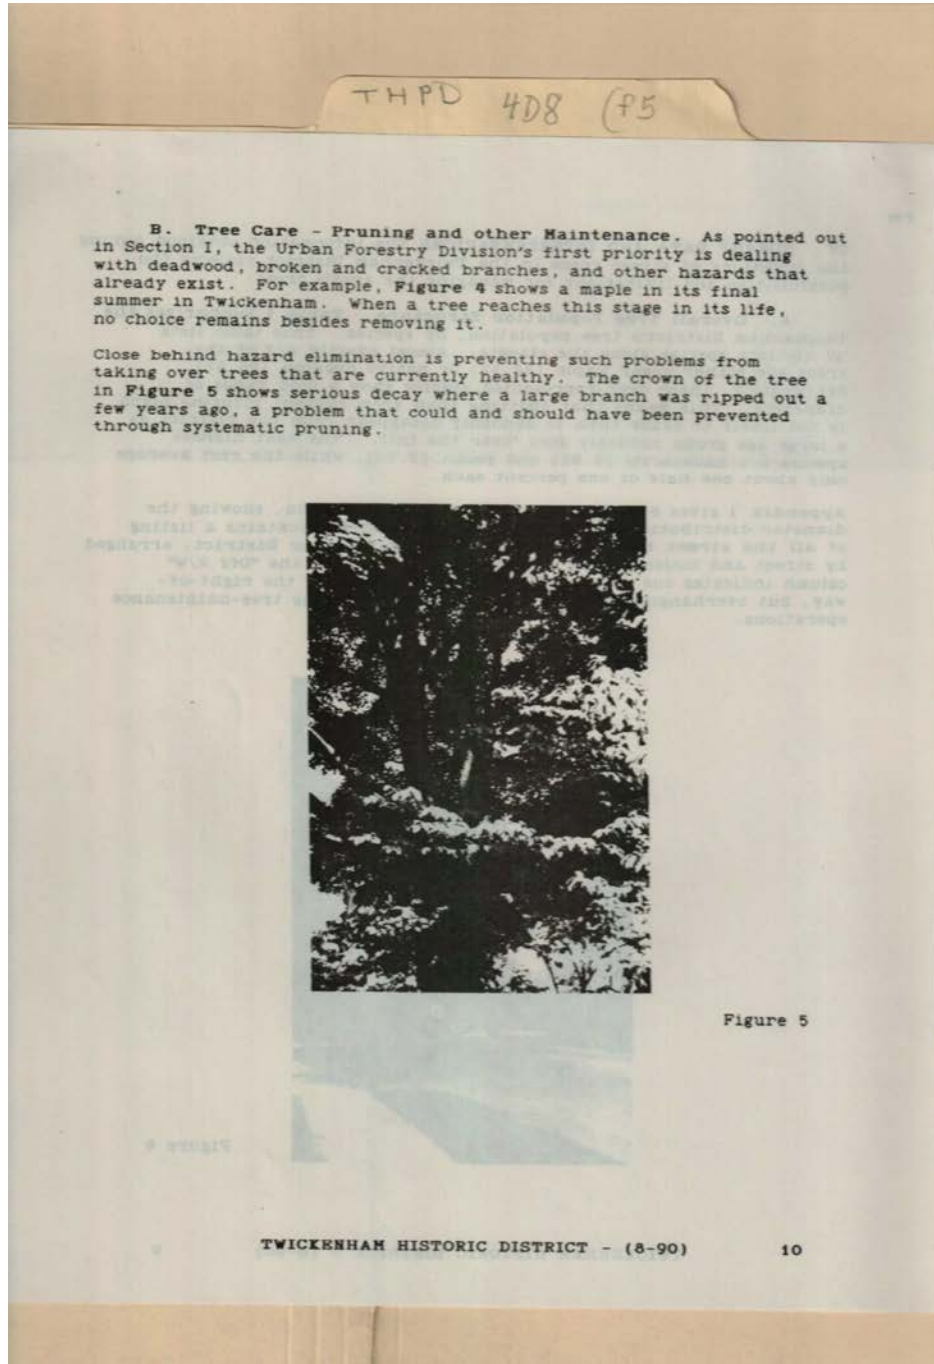 THPD 4D8 (f5
B. Tree Care - Pruning and other Maintenance. As pointed out
in Section I, the Urban Forestry Division's first priority is dealing
with deadwood, broken and cracked branches, and other hazards that
already exist. For example, Figure 4 shows a maple in its final
summer in Twickenham. When a tree reaches this stage in its life,
no choice remains besides removing it.
Close behind hazard elimination is preventing such problems from
taking over trees that are currently healthy. The crown of the tree
in Figure 5 shows serious decay where a large branch was ripped out a
few years ago, a problem that could and should have been prevented
through systematic pruning.
Figure 5
TWICKENHAM HISTORIC DISTRICT - (8-90) 10